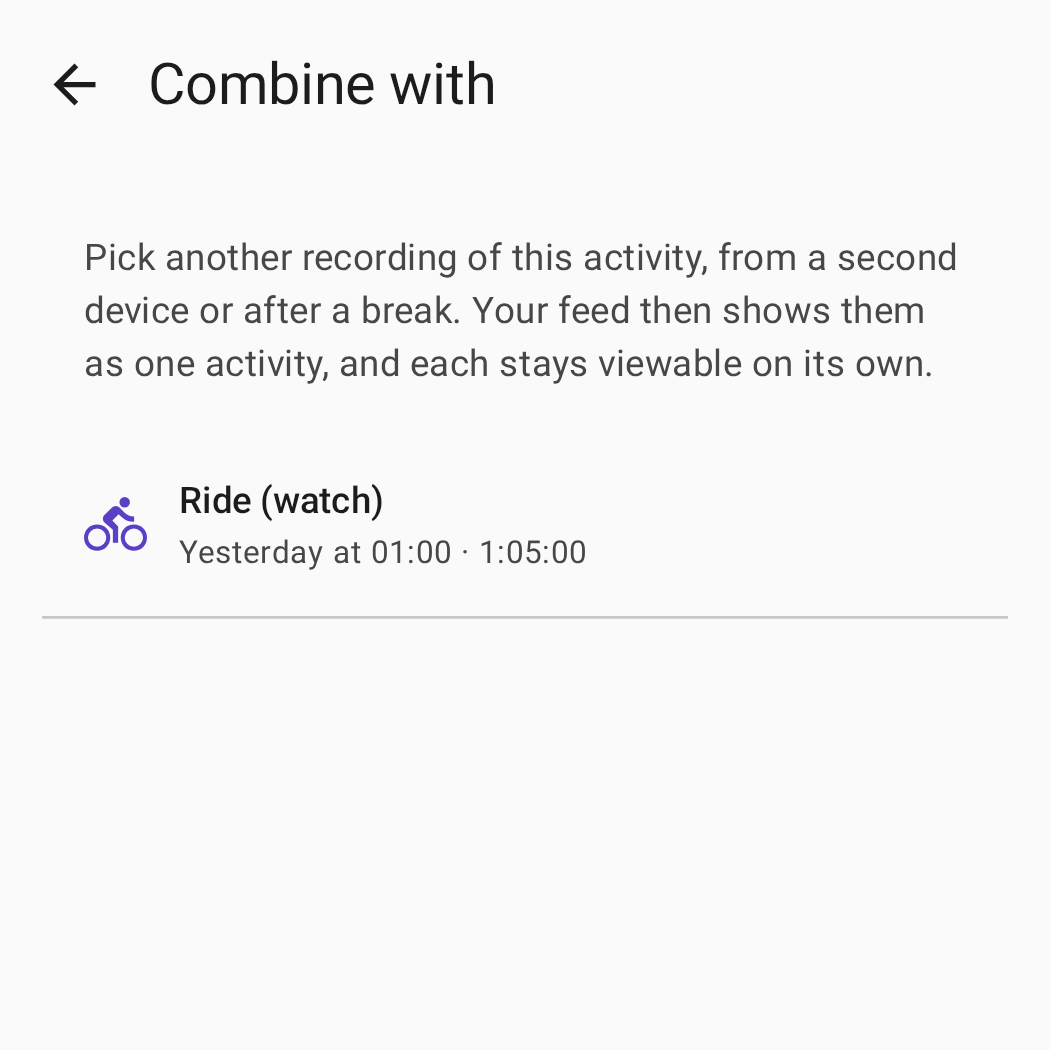 Combine with
Pick another recording of this activity, from a second
device or after a break. Your feed then shows them
as one activity, and each stays viewable on its own.
Ride (watch)
Yesterday at 01:00 · 1:05:00